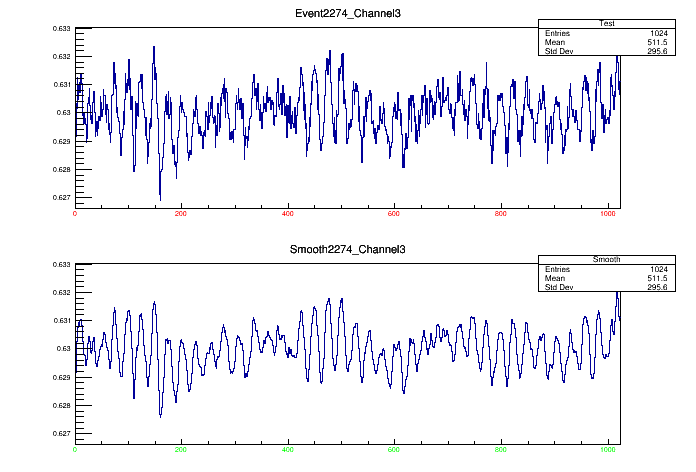 Event2274_Channel3
Test
Entries 1024
Mean 511.5
Std Dev 295.6
0.633
0.632
0.631
0.63
0.629
0.628
0.627
0 200 400 600 800 1000
Smooth2274_Channel3
Smooth
Entries 1024
Mean 511.5
Std Dev 295.6
0.633
0.632
0.631
0.63
0.629
0.628
0.627
0 200 400 600 800 1000